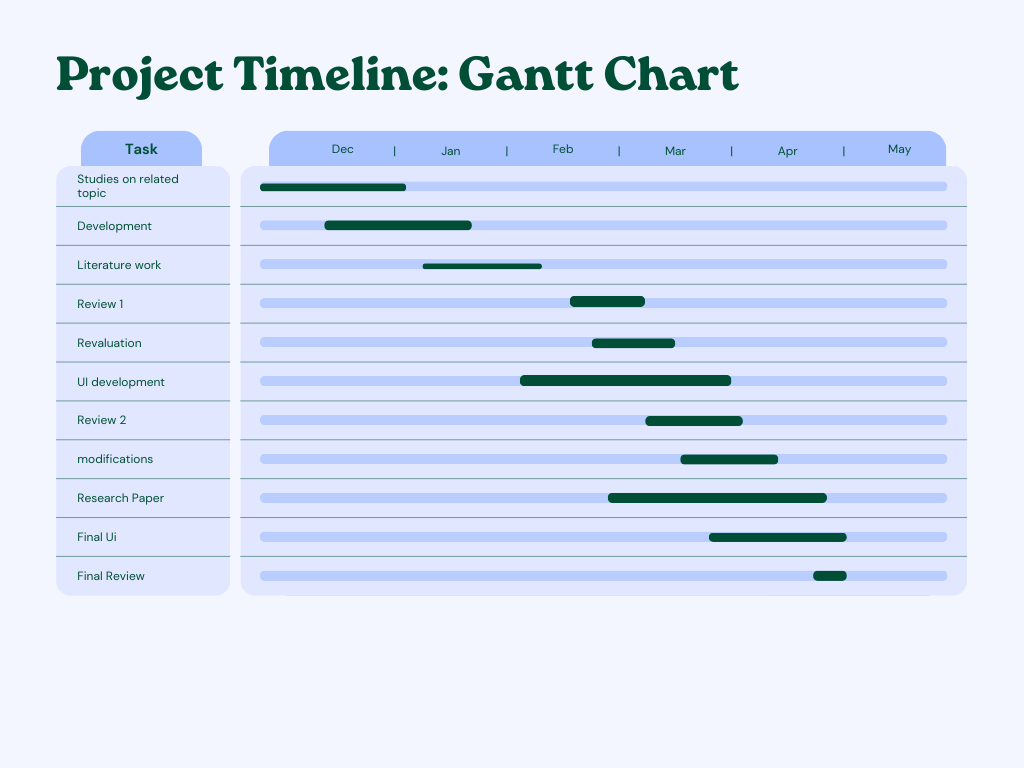 Project Timeline: Gantt Chart
Task
Dec | Jan | Feb | Mar | Apr | May
Studies on related
topic
Development
Literature work
Review 1
Revaluation
UI development
Review 2
modifications
Research Paper
Final Ui
Final Review